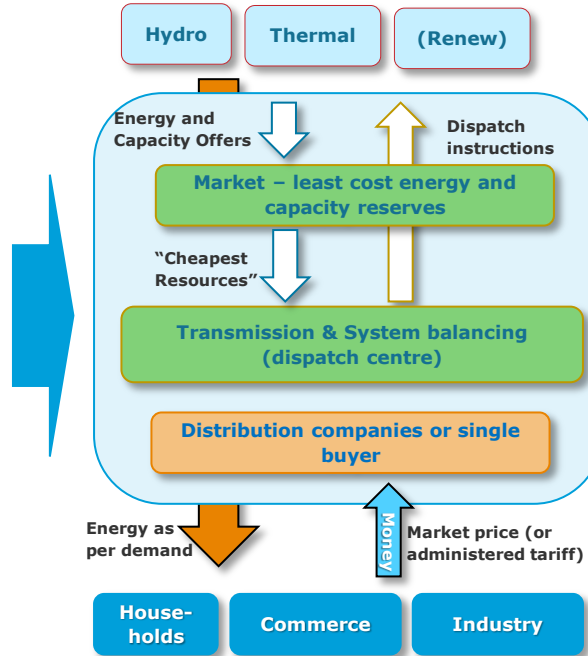 Hydro
Thermal
(Renew)
Energy and
Capacity Offers
Dispatch
instructions
Market – least cost energy and
capacity reserves
“Cheapest
Resources”
Transmission & System balancing
(dispatch centre)
Distribution companies or single
buyer
Energy as
per demand
Money
Market price (or
administered tariff)
House-
holds
Commerce
Industry